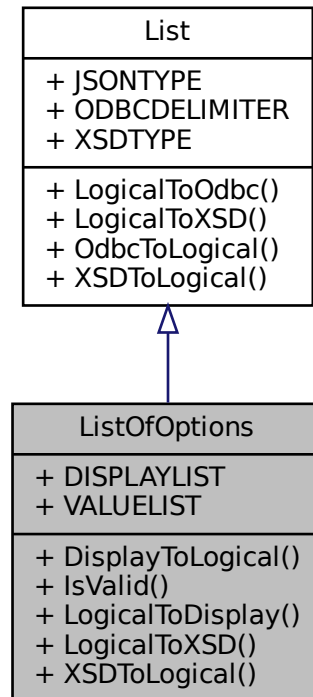 List
+ JSONTYPE
+ ODBCDELIMITER
+ XSDTYPE
+ LogicalToOdbc()
+ LogicalToXSD()
+ OdbcToLogical()
+ XSDToLogical()
ListOfOptions
+ DISPLAYLIST
+ VALUELIST
+ DisplayToLogical()
+ IsValid()
+ LogicalToDisplay()
+ LogicalToXSD()
+ XSDToLogical()